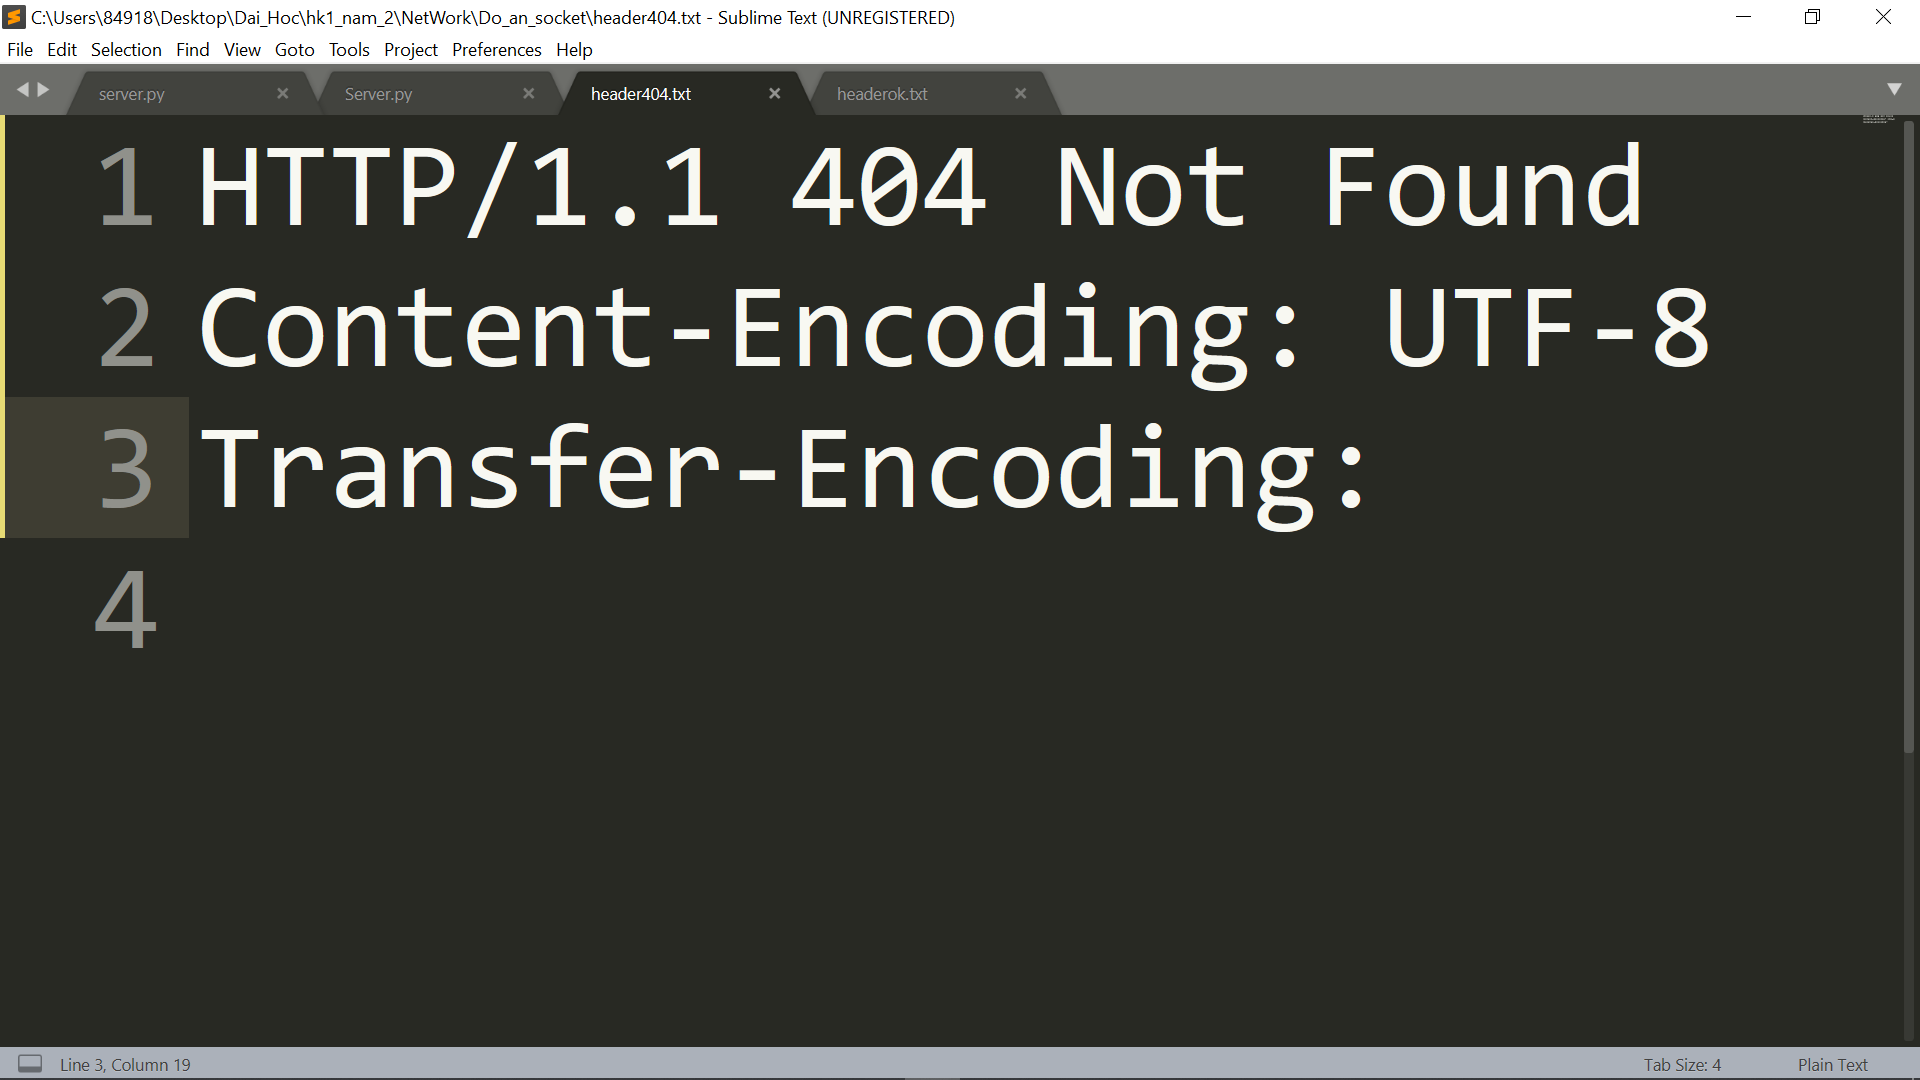 C:\Users\84918\Desktop\Dai_Hoc\hk1_nam_2\NetWork\Do_an_socket\header404.txt - Sublime Text (UNREGISTERED)
File Edit Selection Find View Goto Tools Project Preferences Help
server.py Server.py header404.txt headerok.txt
1 HTTP/1.1 404 Not Found
2 Content-Encoding: UTF-8
3 Transfer-Encoding:
4
Line 3, Column 19 Tab Size: 4 Plain Text